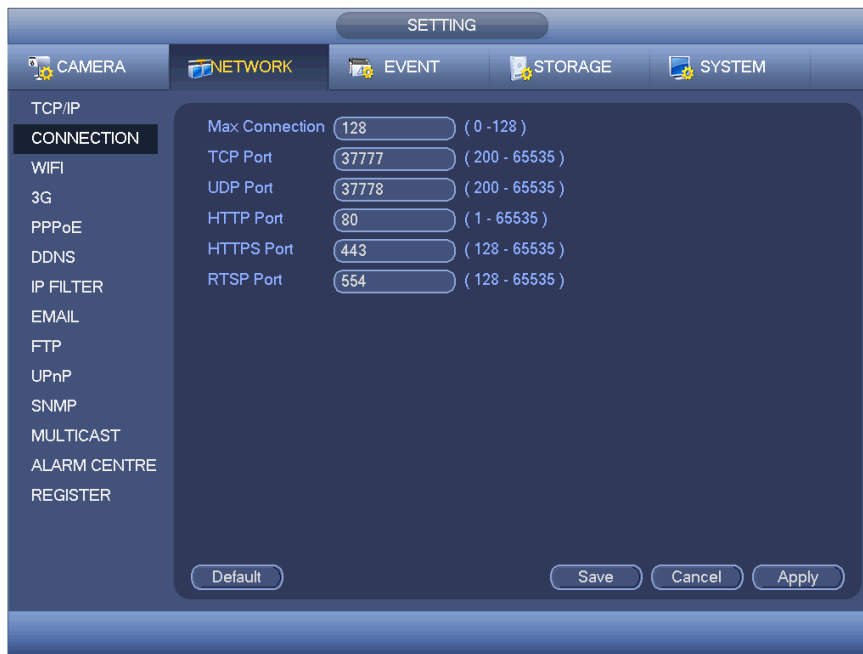 SETTING
CAMERA NETWORK EVENT STORAGE SYSTEM
TCP/IP
CONNECTION
WIFI
3G
PPPoE
DDNS
IP FILTER
EMAIL
FTP
UPnP
SNMP
MULTICAST
ALARM CENTRE
REGISTER
Max Connection 128 ( 0 -128 )
TCP Port 37777 ( 200 - 65535 )
UDP Port 37778 ( 200 - 65535 )
HTTP Port 80 ( 1 - 65535 )
HTTPS Port 443 ( 128 - 65535 )
RTSP Port 554 ( 128 - 65535 )
Default Save Cancel Apply